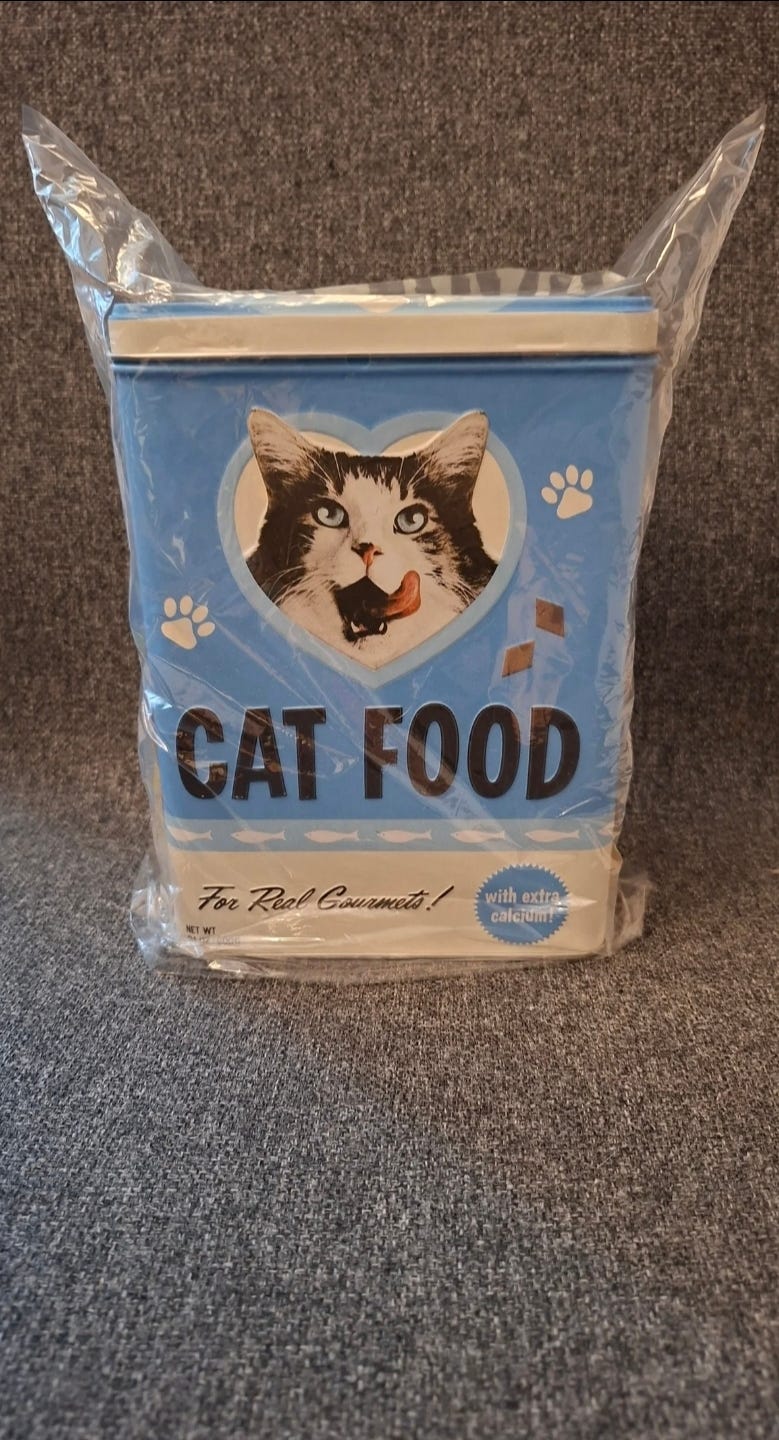 CAT FOOD
For Real Gourmets!
with extra
calcium!
NET WT